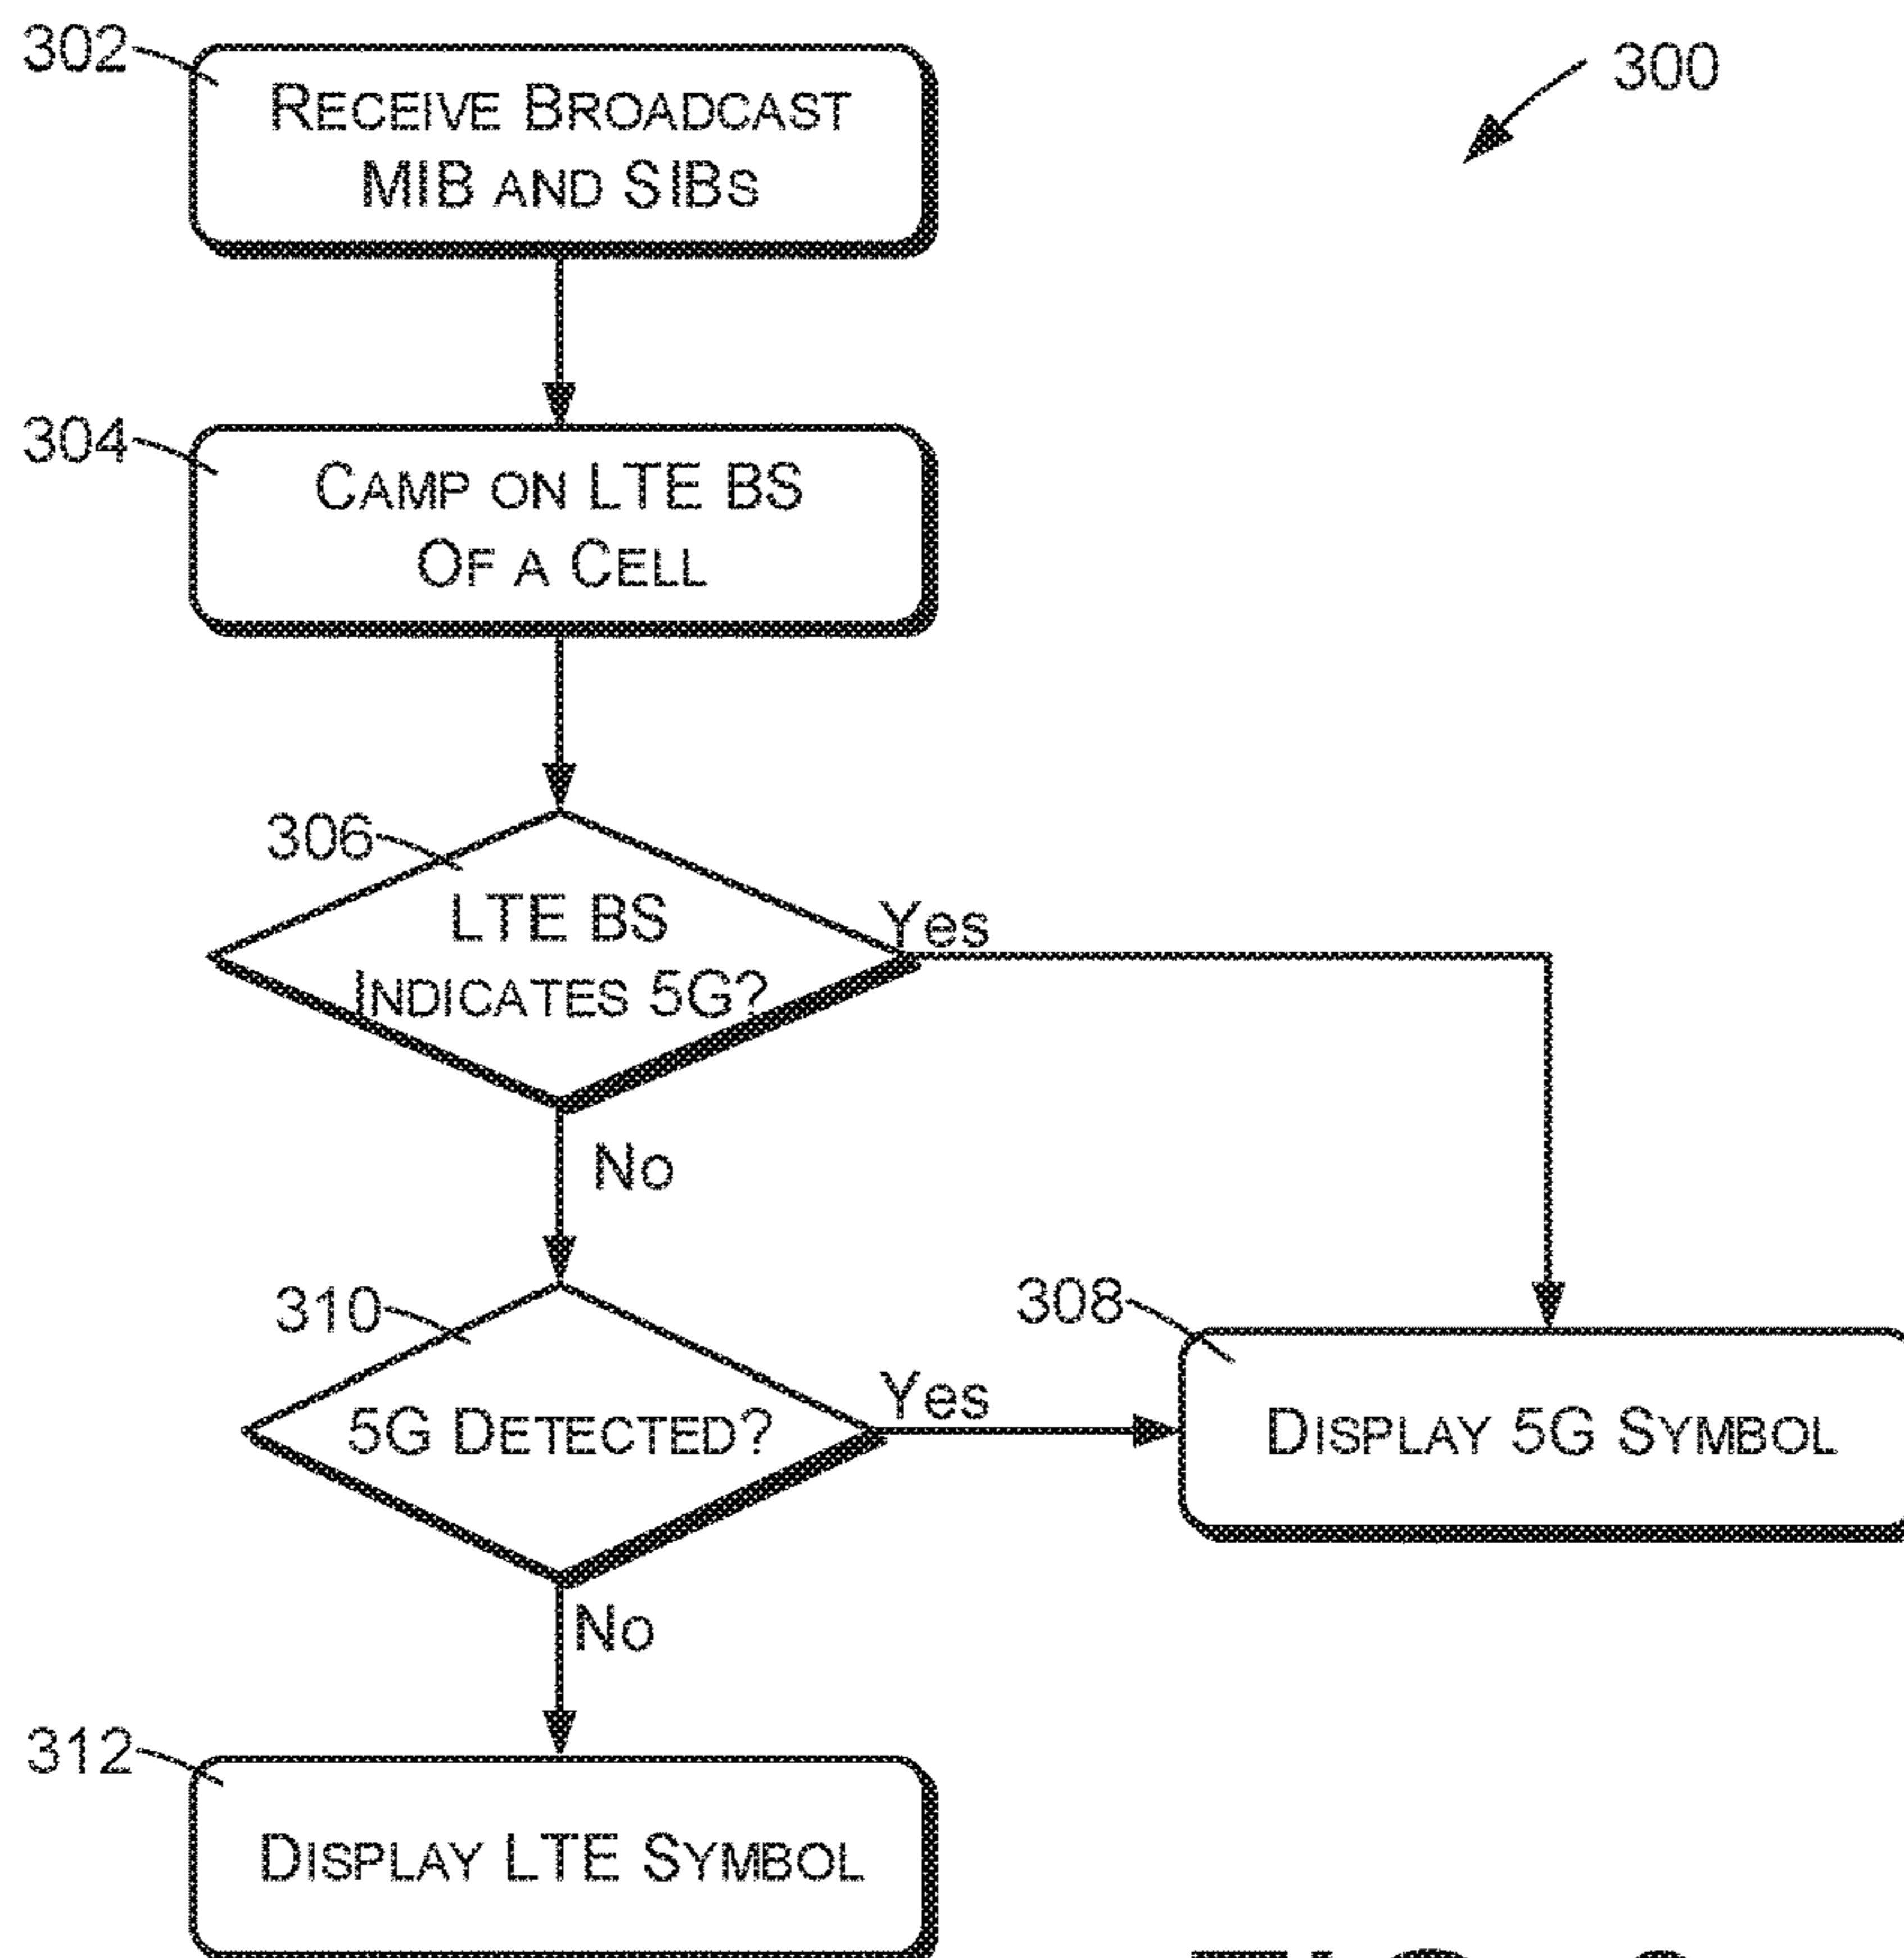 302
300
RECEIVE BROADCAST
MIB AND SIBS
304
CAMP ON LTE BS
OF A CELL
306
LTE BS
INDICATES 5G?
Yes
No
310
308
5G DETECTED?
Yes
DISPLAY 5G SYMBOL
No
312
DISPLAY LTE SYMBOL